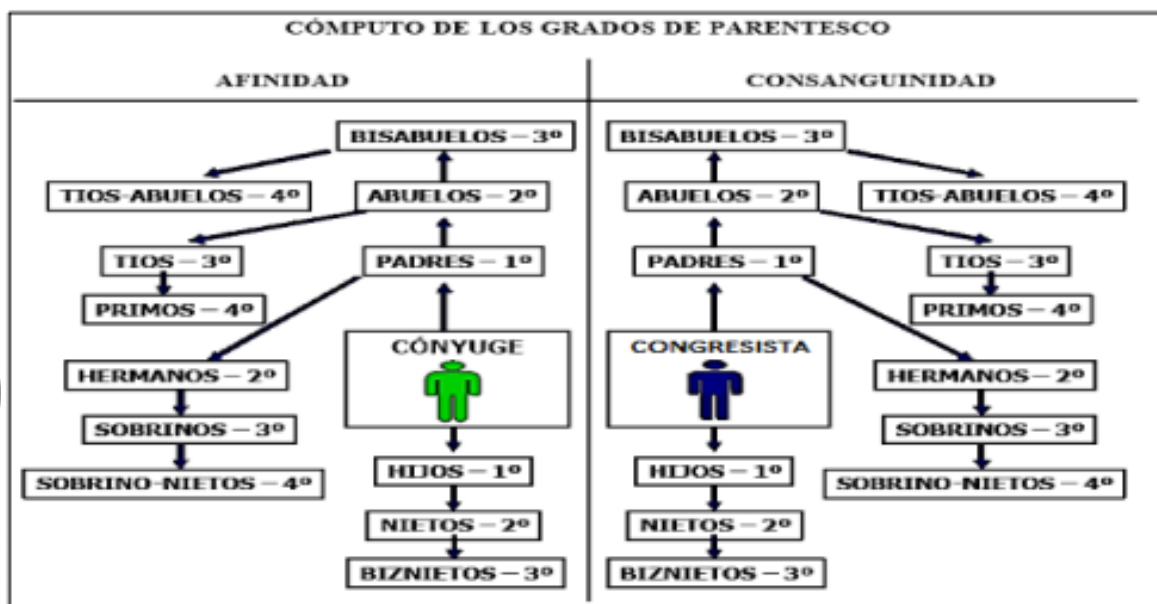 CÓMPUTO DE LOS GRADOS DE PARENTESCO
AFINIDAD
BISABUELOS – 3º
TIOS-ABUELOS – 4º
ABUELOS – 2º
TIOS – 3º
PADRES – 1º
PRIMOS – 4º
CÓNYUGE
HERMANOS – 2º
SOBRINOS – 3º
HIJOS – 1º
SOBRINO-NIETOS – 4º
NIETOS – 2º
BIZNIETOS – 3º
CONSANGUINIDAD
BISABUELOS – 3º
ABUELOS – 2º
TIOS-ABUELOS – 4º
PADRES – 1º
TIOS – 3º
PRIMOS – 4º
CONGRESISTA
HERMANOS – 2º
SOBRINOS – 3º
HIJOS – 1º
SOBRINO-NIETOS – 4º
NIETOS – 2º
BIZNIETOS – 3º